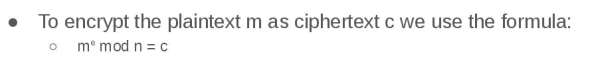 ● To encrypt the plaintext m as ciphertext c we use the formula:
○ mᵉ mod n = c